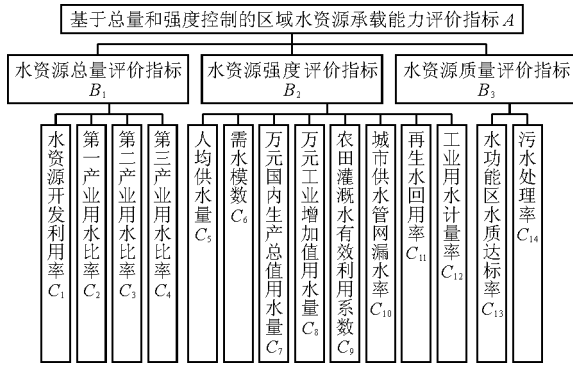 基于总量和强度控制的区域水资源承载能力评价指标A
水资源总量评价指标
B1
水资源强度评价指标
B2
水资源质量评价指标
B3
水资源开发利用率C1
第一产业用水比率C2
第二产业用水比率C3
第三产业用水比率C4
人均供水量C5
需水模数C6
万元国内生产总值用水量C7
万元工业增加值用水量C8
农田灌溉水有效利用系数C9
城市供水管网漏水率C10
再生水回用率C11
工业用水计量率C12
水功能区水质达标率C13
污水处理率C14